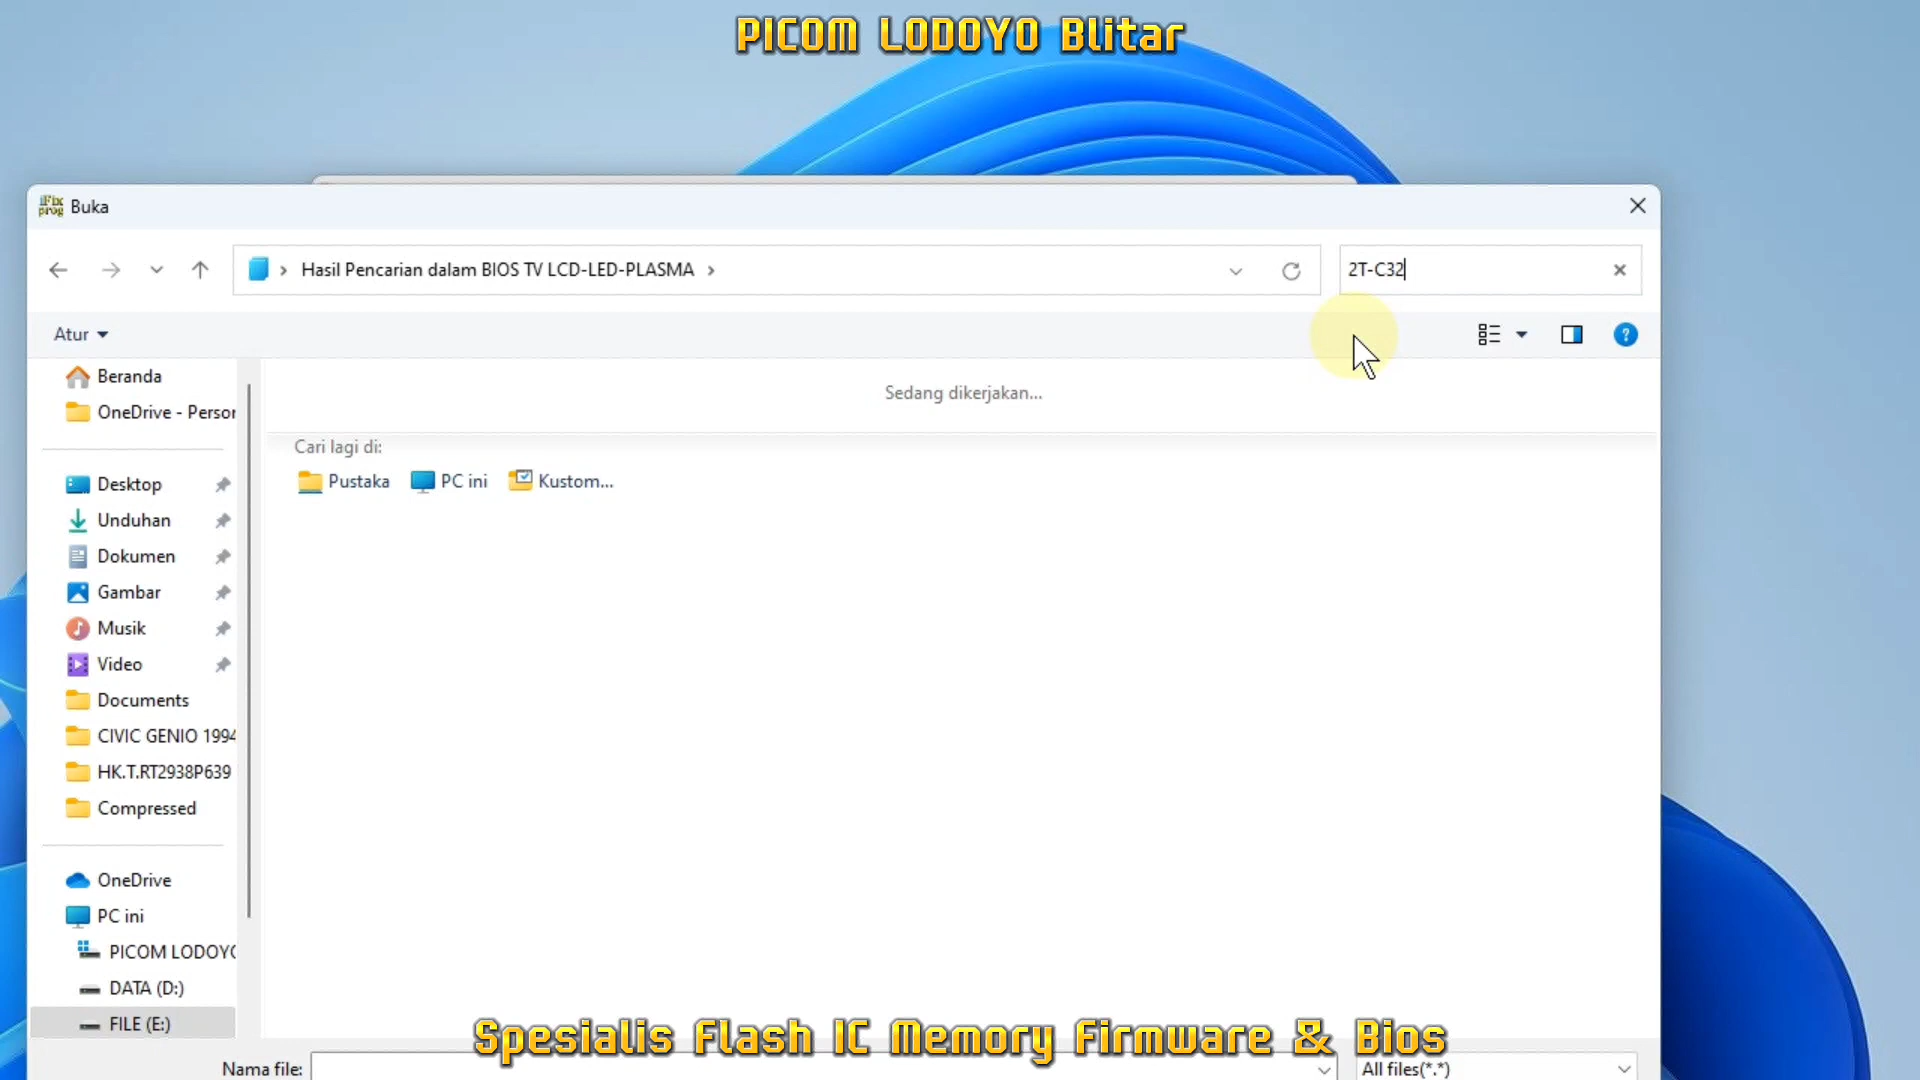 PICOM LODOYO Blitar
iFix prog Buka
Hasil Pencarian dalam BIOS TV LCD-LED-PLASMA
2T-C32
Atur
Beranda
OneDrive - Person
Sedang dikerjakan...
Cari lagi di:
Pustaka PC ini Kustom...
Desktop
Unduhan
Dokumen
Gambar
Musik
Video
Documents
CIVIC GENIO 1994
HK.T.RT2938P639
Compressed
OneDrive
PC ini
PICOM LODOYO
DATA (D:)
FILE (E:)
Spesialis Flash IC Memory Firmware & Bios
Nama file:
All files(*.*)